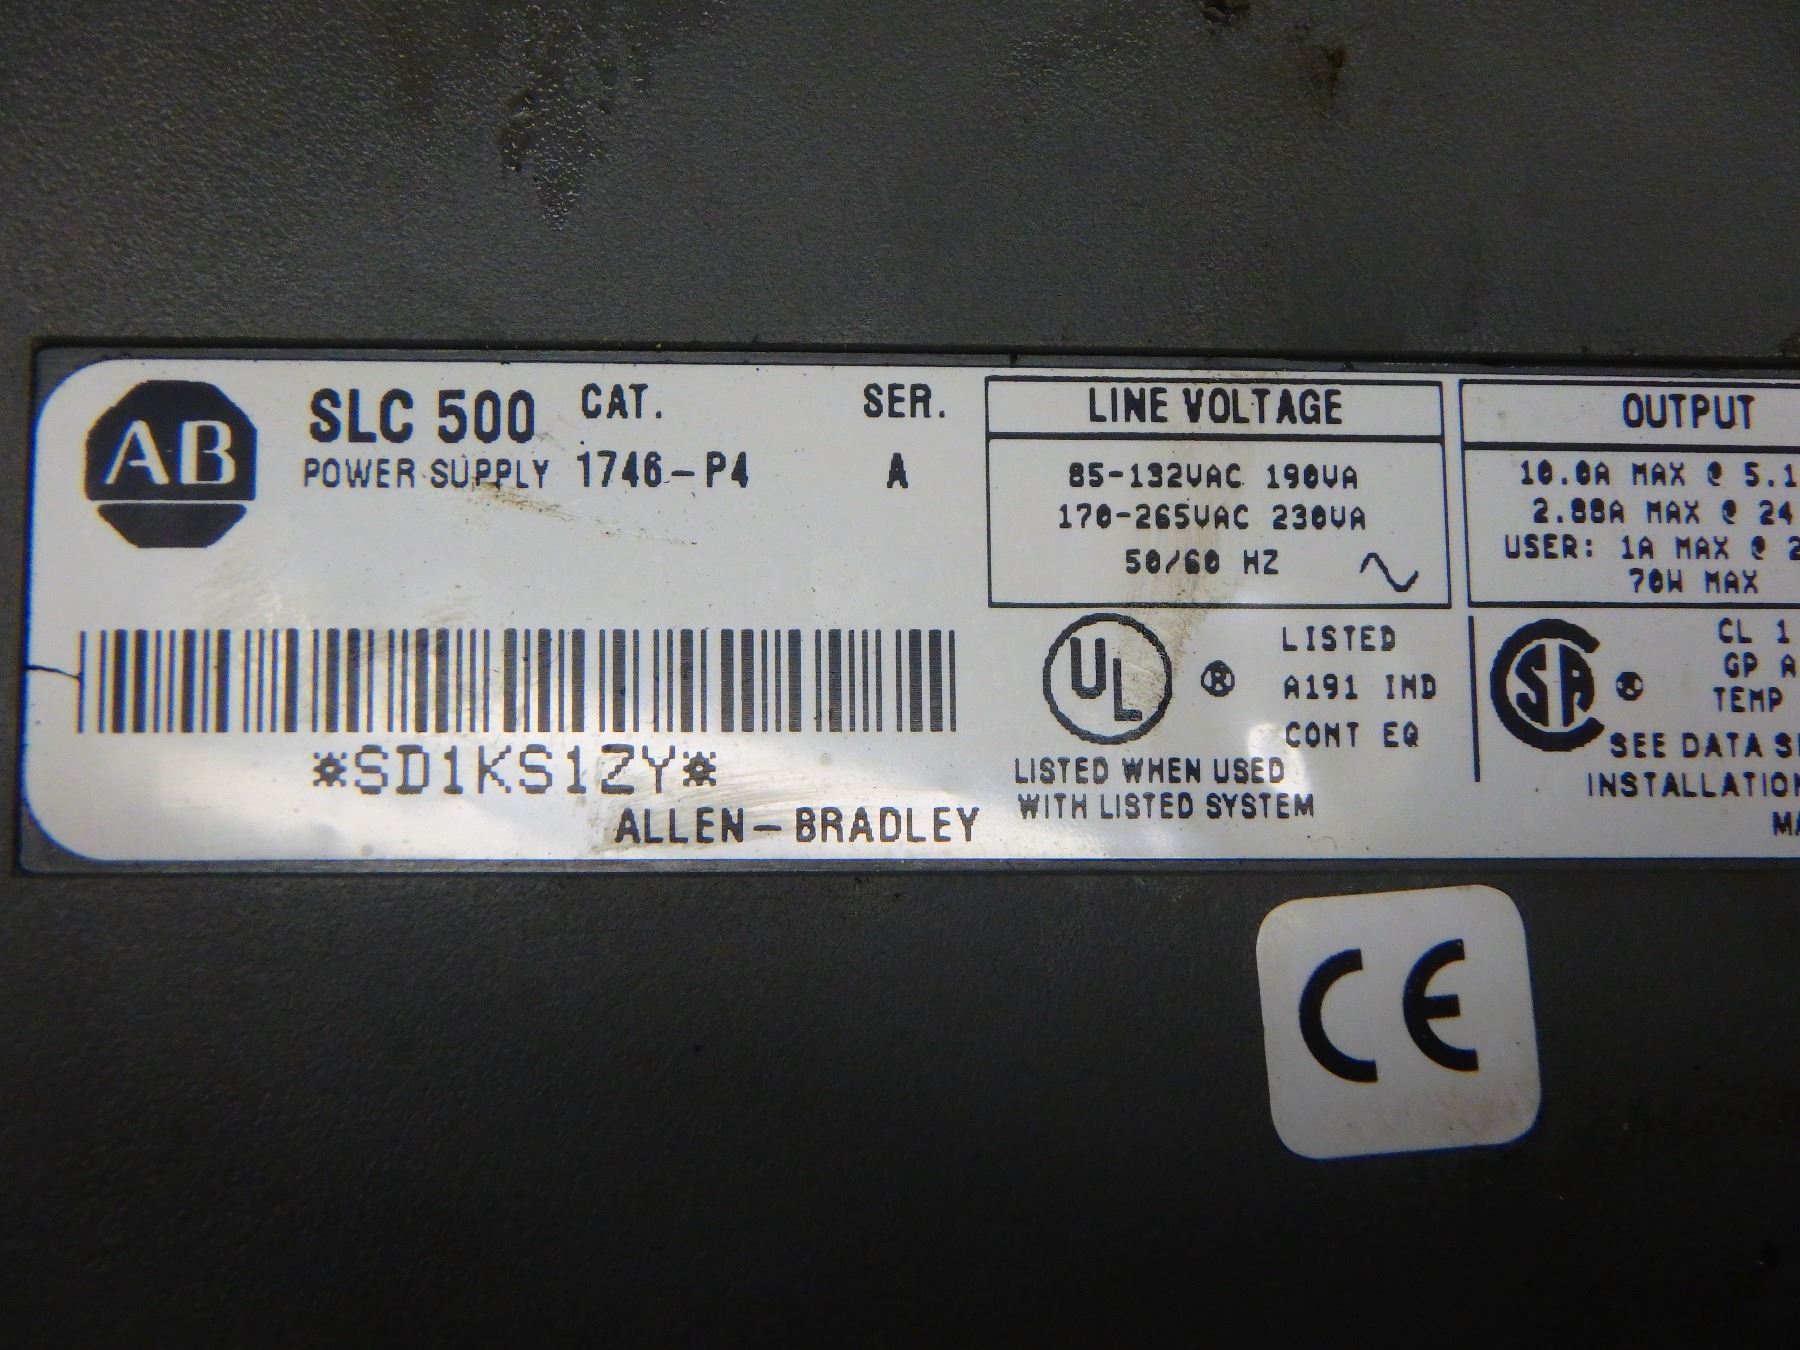 AB
SLC 500
POWER SUPPLY
CAT.
1746-P4
SER.
A
*SD1KS1ZY*
ALLEN-BRADLEY
LINE VOLTAGE
85-132VAC 190VA
170-265VAC 230VA
50/60 HZ
UL ®
LISTED
A191 IND
CONT EQ
LISTED WHEN USED
WITH LISTED SYSTEM
OUTPUT
10.0A MAX @ 5.1
2.88A MAX @ 24
USER: 1A MAX @
70W MAX
SA ®
CL 1
GP A
TEMP
SEE DATA
INSTALLATION
CE